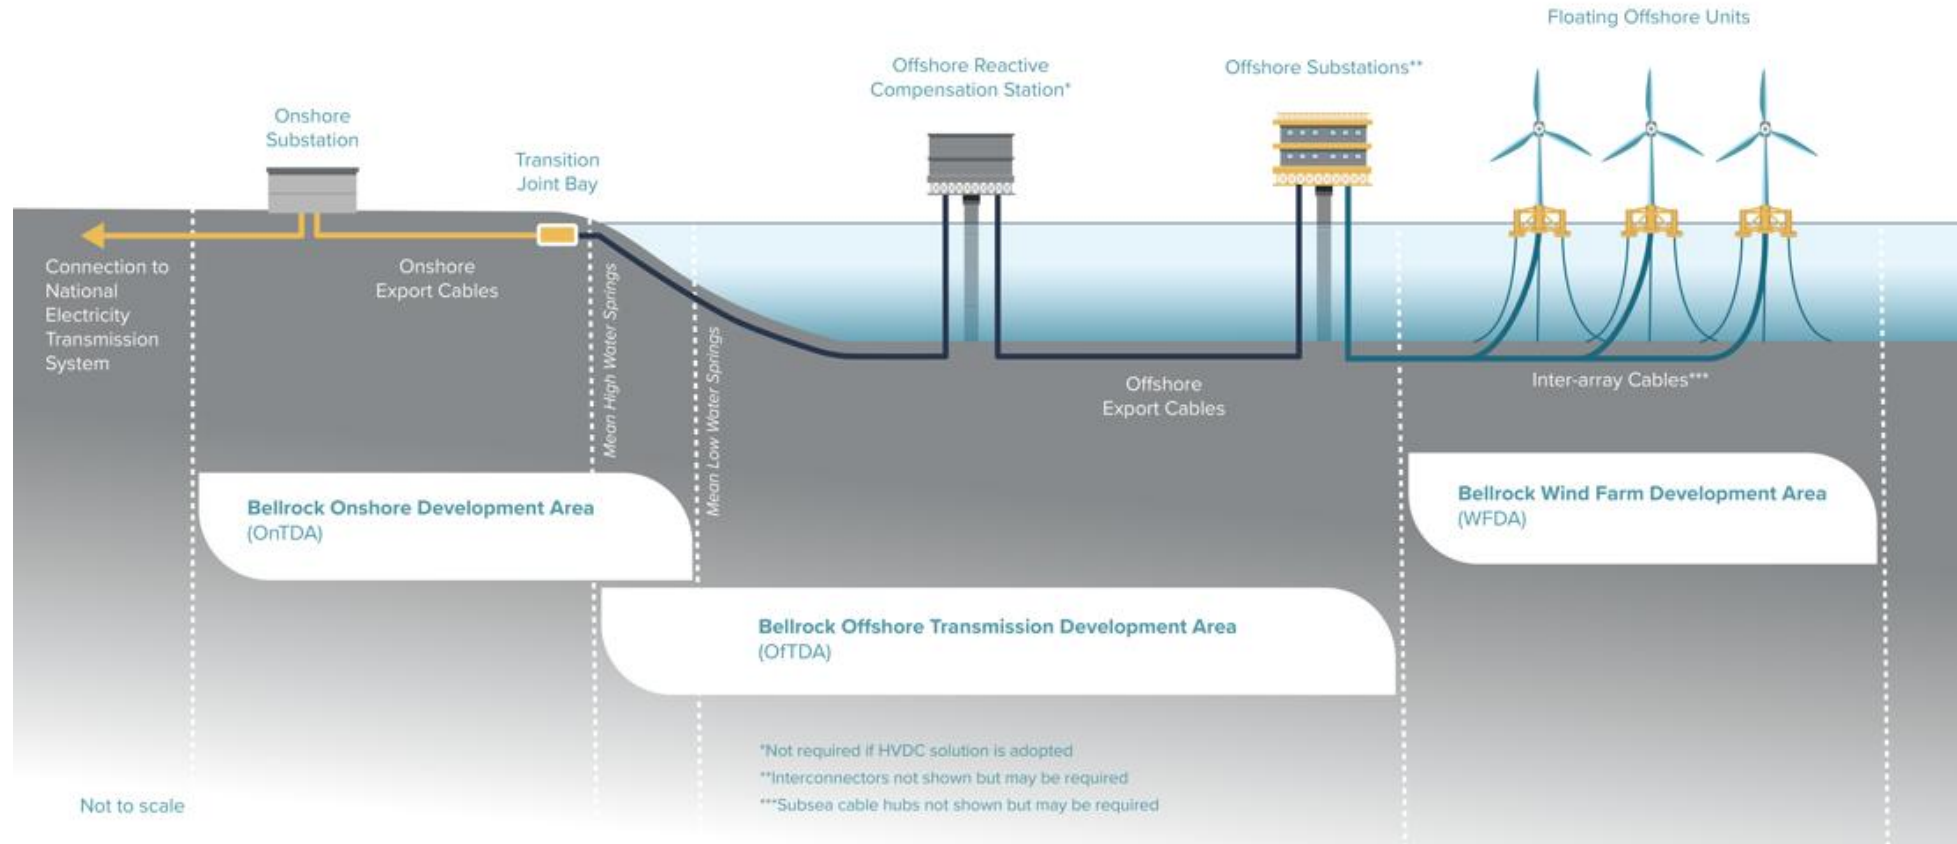 Floating Offshore Units
Offshore Reactive
Compensation Station*
Offshore Substations**
Onshore
Substation
Transition
Joint Bay
Connection to
National
Electricity
Transmission
System
Onshore
Export Cables
Mean High Water Springs
Mean Low Water Springs
Offshore
Export Cables
Inter-array Cables***
Bellrock Onshore Development Area
(OnTDA)
Bellrock Wind Farm Development Area
(WFDA)
Bellrock Offshore Transmission Development Area
(OfTDA)
*Not required if HVDC solution is adopted
**Interconnectors not shown but may be required
***Subsea cable hubs not shown but may be required
Not to scale